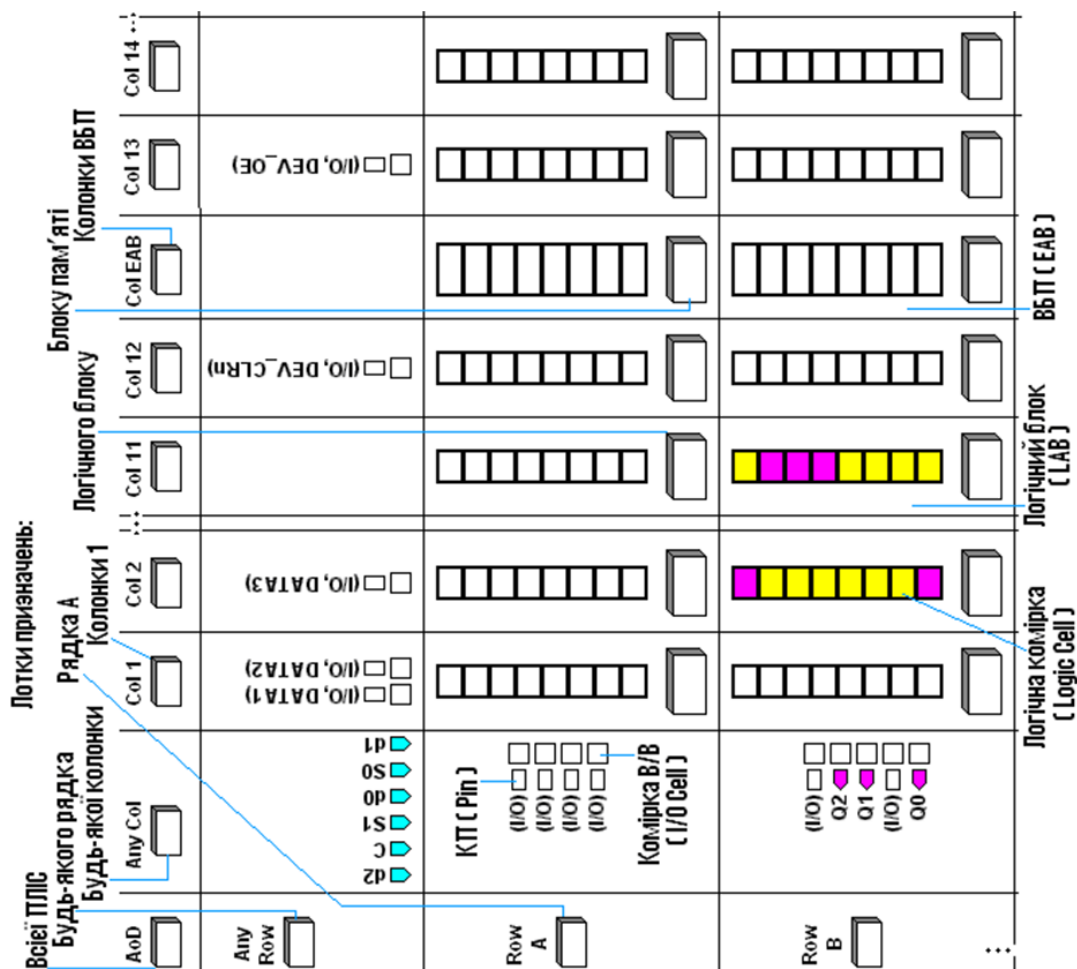 Лотки призначень:
Всієї ПЛІС
Будь-якого рядка
Будь-якої колонки
Рядка А
Колонки 1
Логічного блоку
Блоку пам'яті
Колонки ВБП
AoD
Any Col
Col 1
Col 2
...
Col 11
Col 12
Col EAB
Col 13
Col 14 ...
Any
Row
d2
C
S1
d0
S0
d1
(I/O, DATA1)
(I/O, DATA2)
(I/O, DATA3)
(I/O, DEV_CLRn)
(I/O, DEV_OE)
Row
A
КП ( Pin )
(I/O)
(I/O)
(I/O)
(I/O)
Комірка В/В
( I/O Cell )
Row
B
(I/O)
Q2
Q1
(I/O)
Q0
...
Логічна комірка
( Logic Cell )
Логічний блок
( LAB )
ВБП ( EAB )